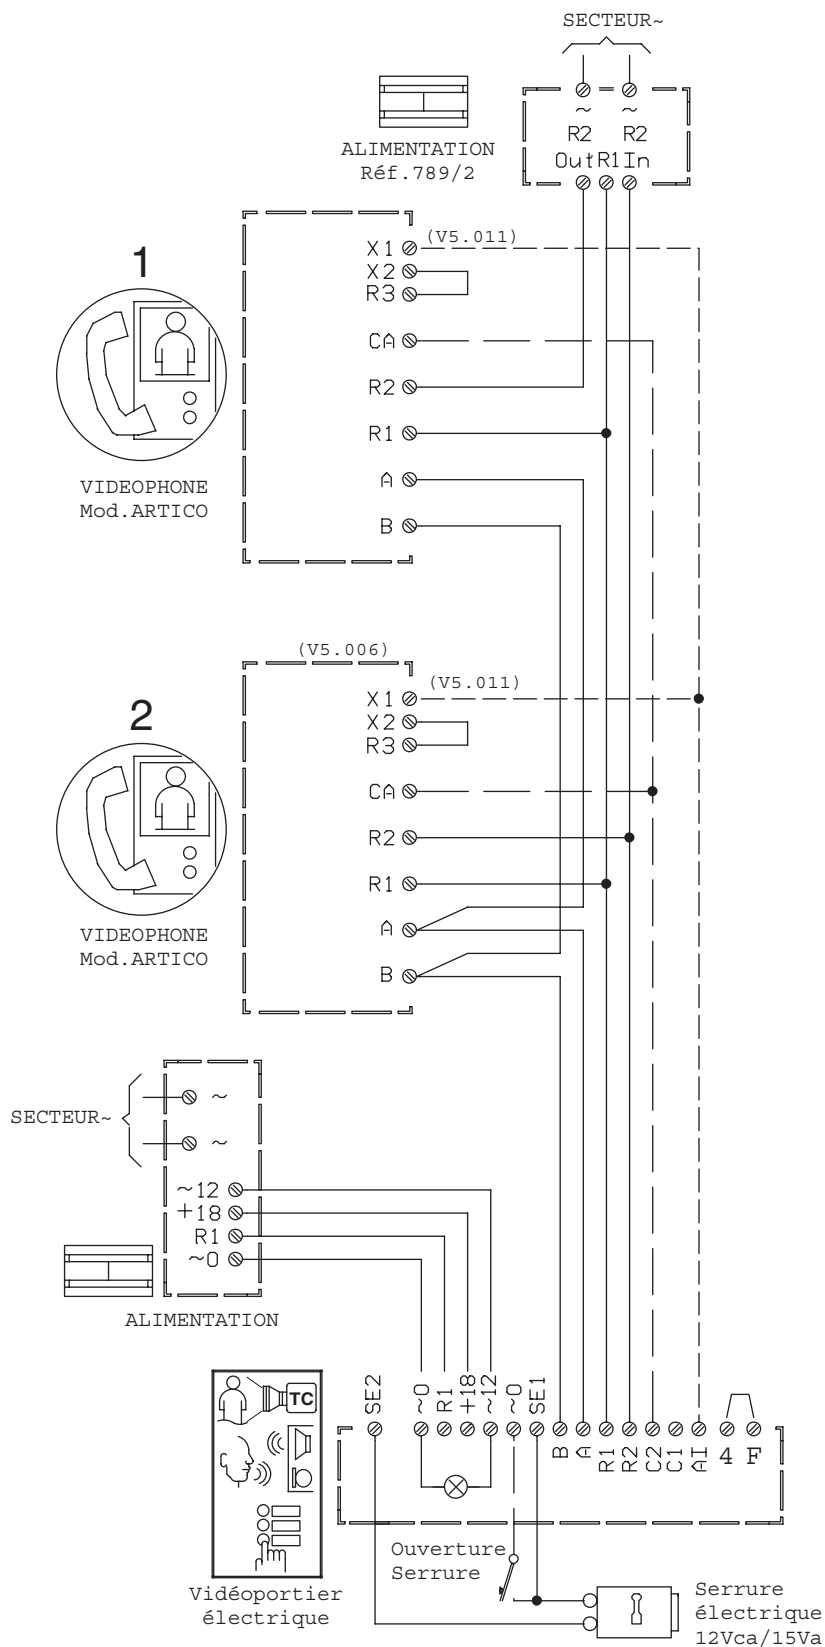 SECTEUR~
~ ~
R2 R2
Out R1 In
ALIMENTATION
Réf.789/2
1
X1 (V5.011)
X2
R3
CA
R2
R1
A
B
VIDEOPHONE
Mod.ARTICO
(V5.006)
2
X1 (V5.011)
X2
R3
CA
R2
R1
A
B
VIDEOPHONE
Mod.ARTICO
SECTEUR~
~
~
~12
+18
R1
~0
ALIMENTATION
SE2 ~0 R1 +18 ~12 ~0 SE1
B A R1 R2 C2 C1 AI 4 F
TC
Ouverture
Serrure
Vidéoportier
électrique
Serrure
électrique
12Vca/15Va